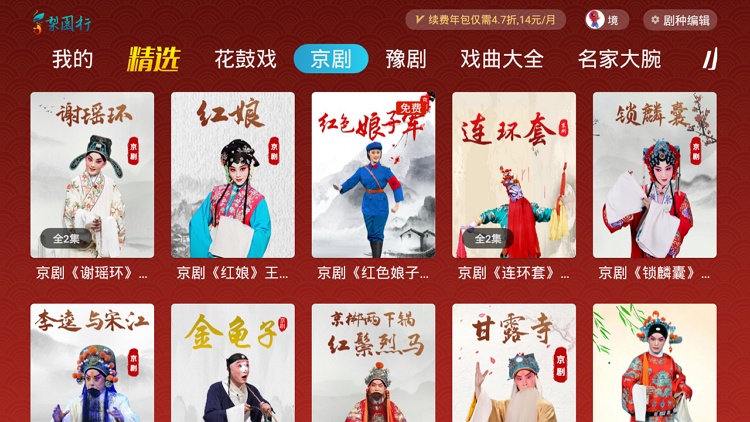 梨园行
续费年包仅需4.7折,14元/月
境
剧种编辑
我的
精选
花鼓戏
京剧
豫剧
戏曲大全
名家大腕
谢瑶环
京剧
全2集
红娘
京剧
免费
红色娘子军
连环套
京剧
全2集
锁麟囊
京剧
京剧《谢瑶环》...
京剧《红娘》王...
京剧《红色娘子...
京剧《连环套》...
京剧《锁麟囊》...
李逵与宋江
京剧
金龟子
京剧
京梆两下锅
红鬃烈马
甘露寺
京剧